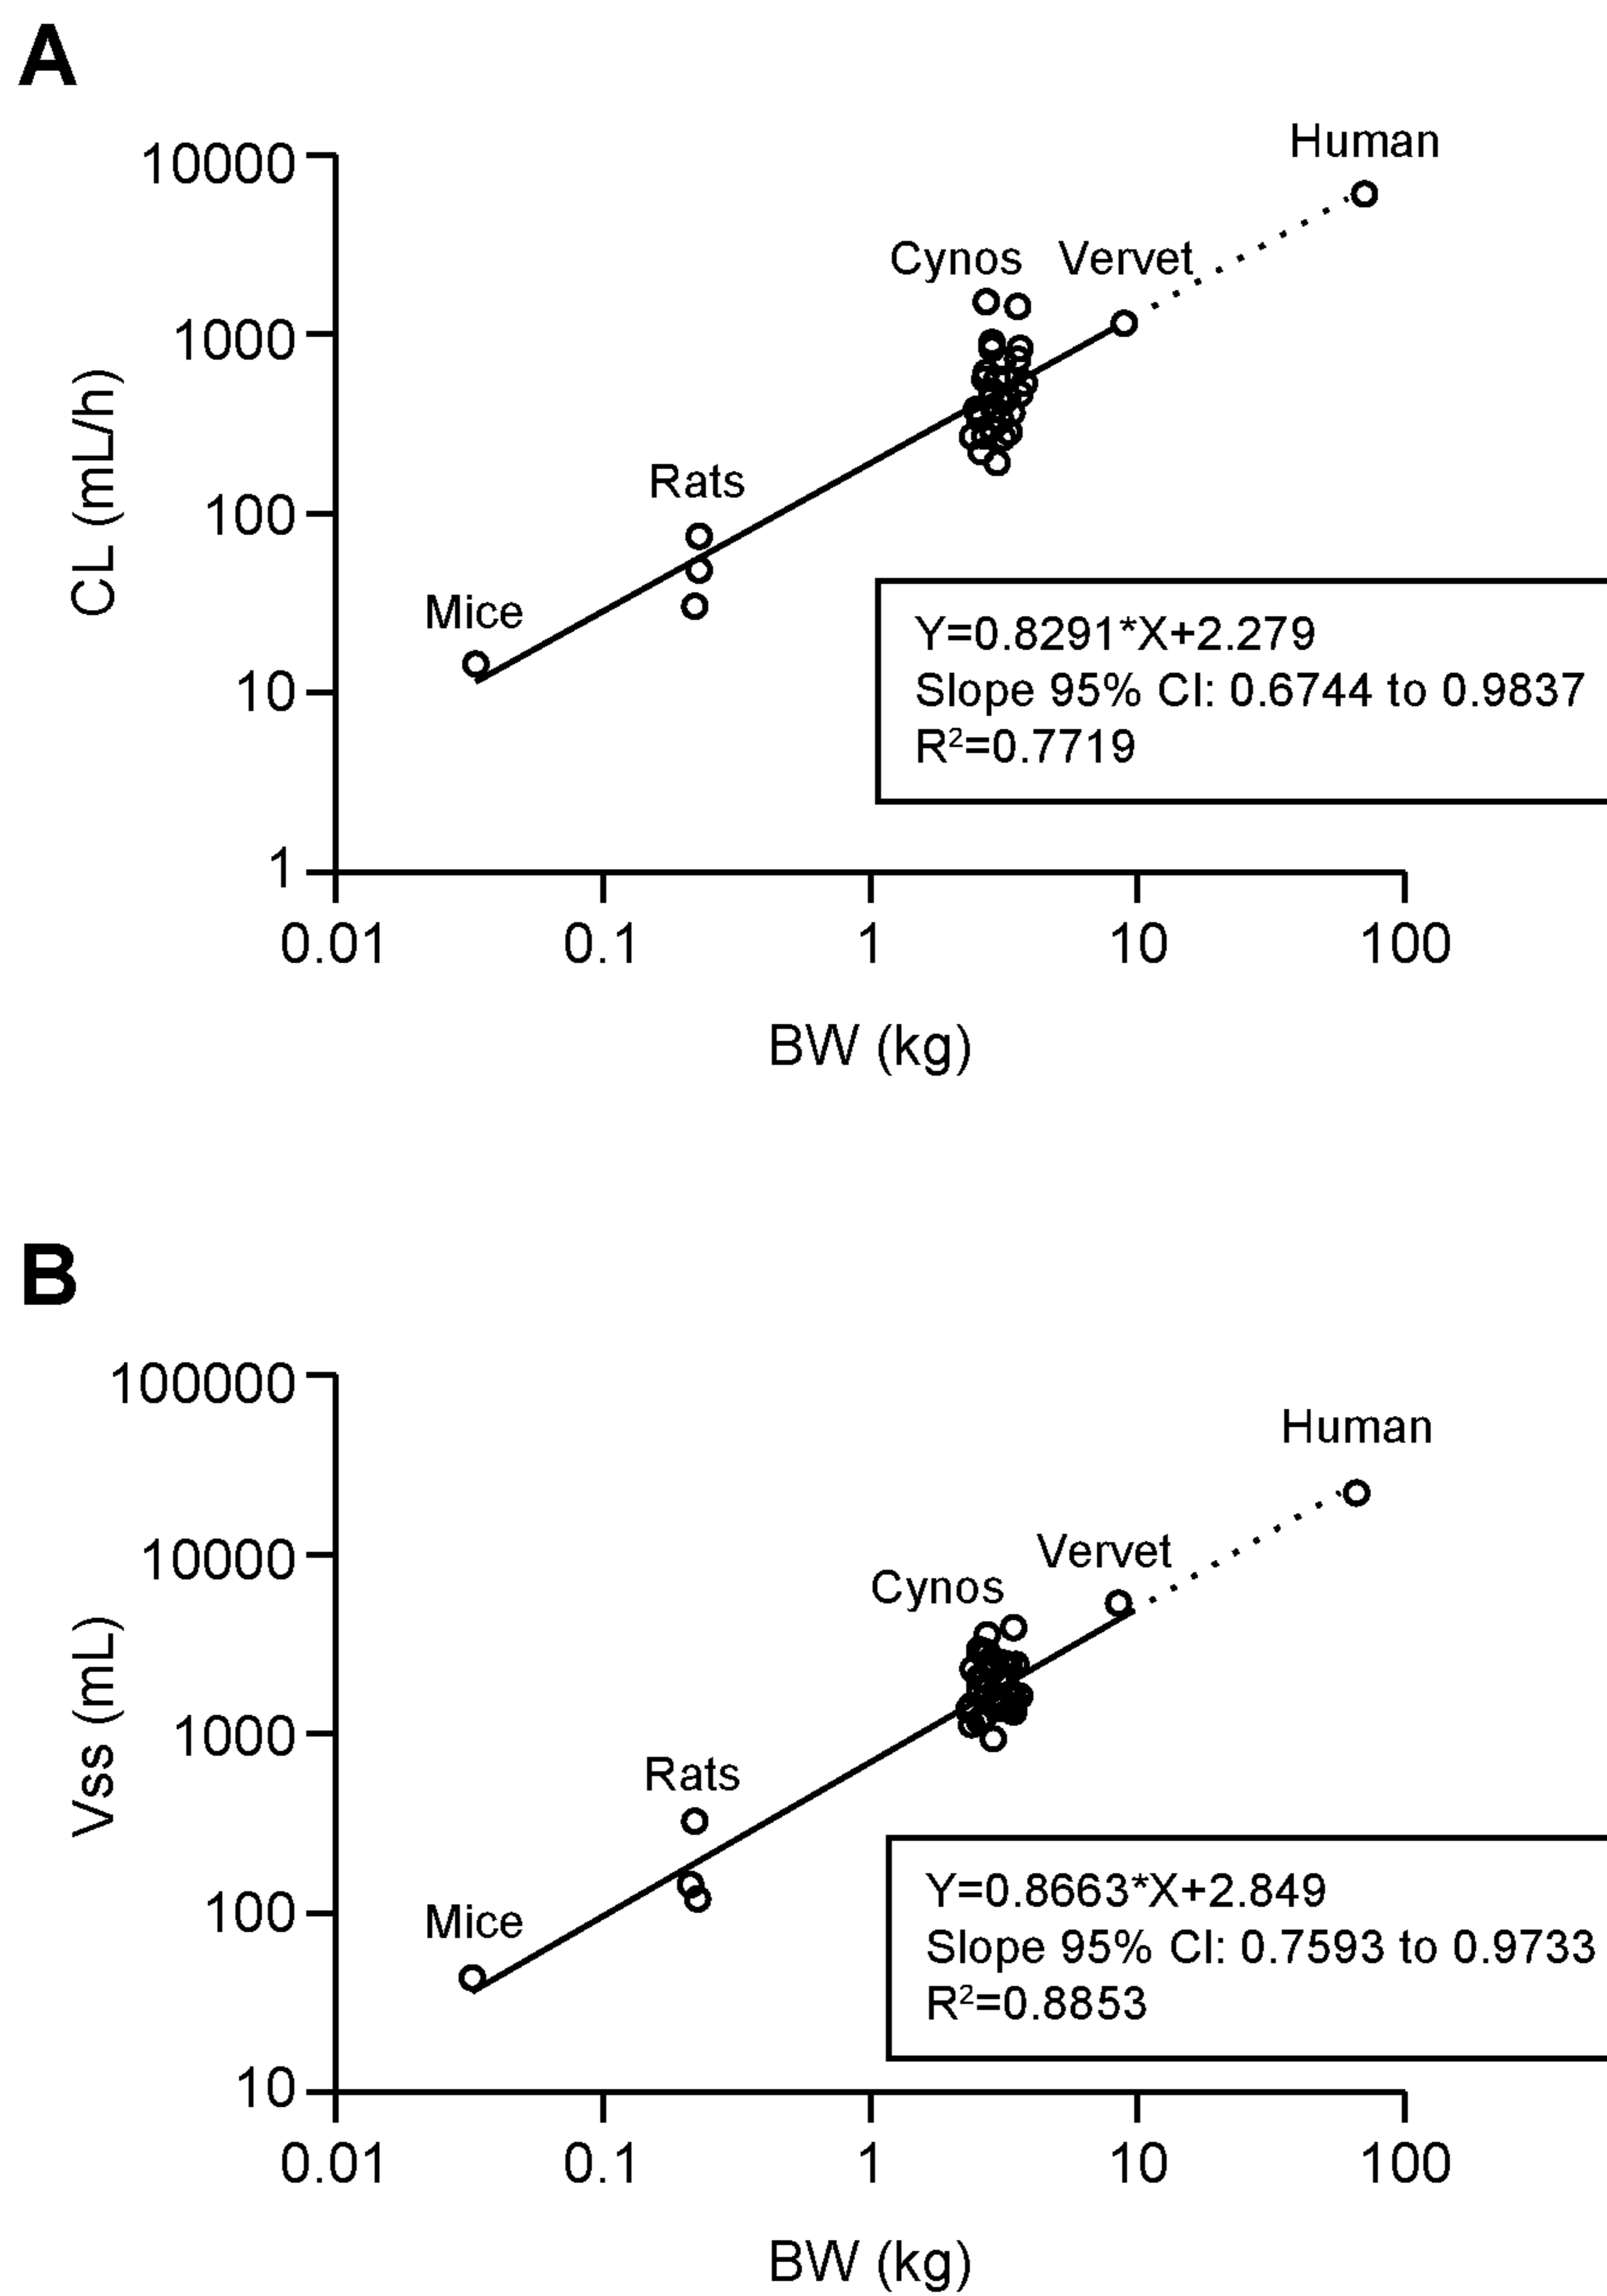 A
Human
10000
Cynos Vervet
1000
CL (mL/h)
Rats
100
Mice
10
Y=0.8291*X+2.279
Slope 95% CI: 0.6744 to 0.9837
R²=0.7719
1
0.01 0.1 1 10 100
BW (kg)
B
100000
Human
10000
Vervet
Cynos
1000
Vss (mL)
Rats
100
Mice
Y=0.8663*X+2.849
Slope 95% CI: 0.7593 to 0.9733
R²=0.8853
10
0.01 0.1 1 10 100
BW (kg)